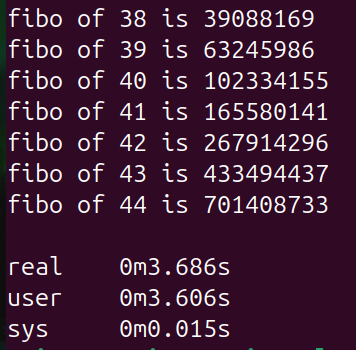 fibo of 38 is 39088169
fibo of 39 is 63245986
fibo of 40 is 102334155
fibo of 41 is 165580141
fibo of 42 is 267914296
fibo of 43 is 433494437
fibo of 44 is 701408733
real 0m3.686s
user 0m3.606s
sys 0m0.015s